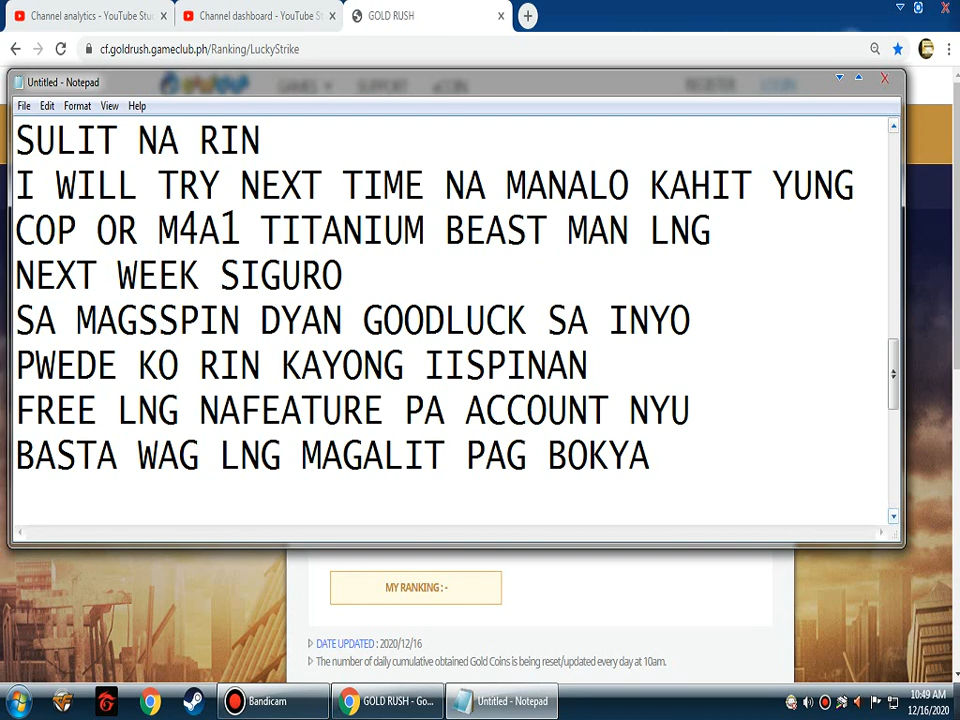 Channel analytics - YouTube Stu
Channel dashboard - YouTube St
GOLD RUSH
cf.goldrush.gameclub.ph/Ranking/LuckyStrike
Untitled - Notepad
GAMES
SUPPORT
eCOIN
REGISTER
LOGIN
File Edit Format View Help
SULIT NA RIN
I WILL TRY NEXT TIME NA MANALO KAHIT YUNG
COP OR M4A1 TITANIUM BEAST MAN LNG
NEXT WEEK SIGURO
SA MAGSSPIN DYAN GOODLUCK SA INYO
PWEDE KO RIN KAYONG IISPINAN
FREE LNG NAFEATURE PA ACCOUNT NYU
BASTA WAG LNG MAGALIT PAG BOKYA
MY RANKING : -
DATE UPDATED : 2020/12/16
The number of daily cumulative obtained Gold Coins is being reset/updated every day at 10am.
Bandicam
GOLD RUSH - Go...
Untitled - Notepad
10:49 AM
12/16/2020